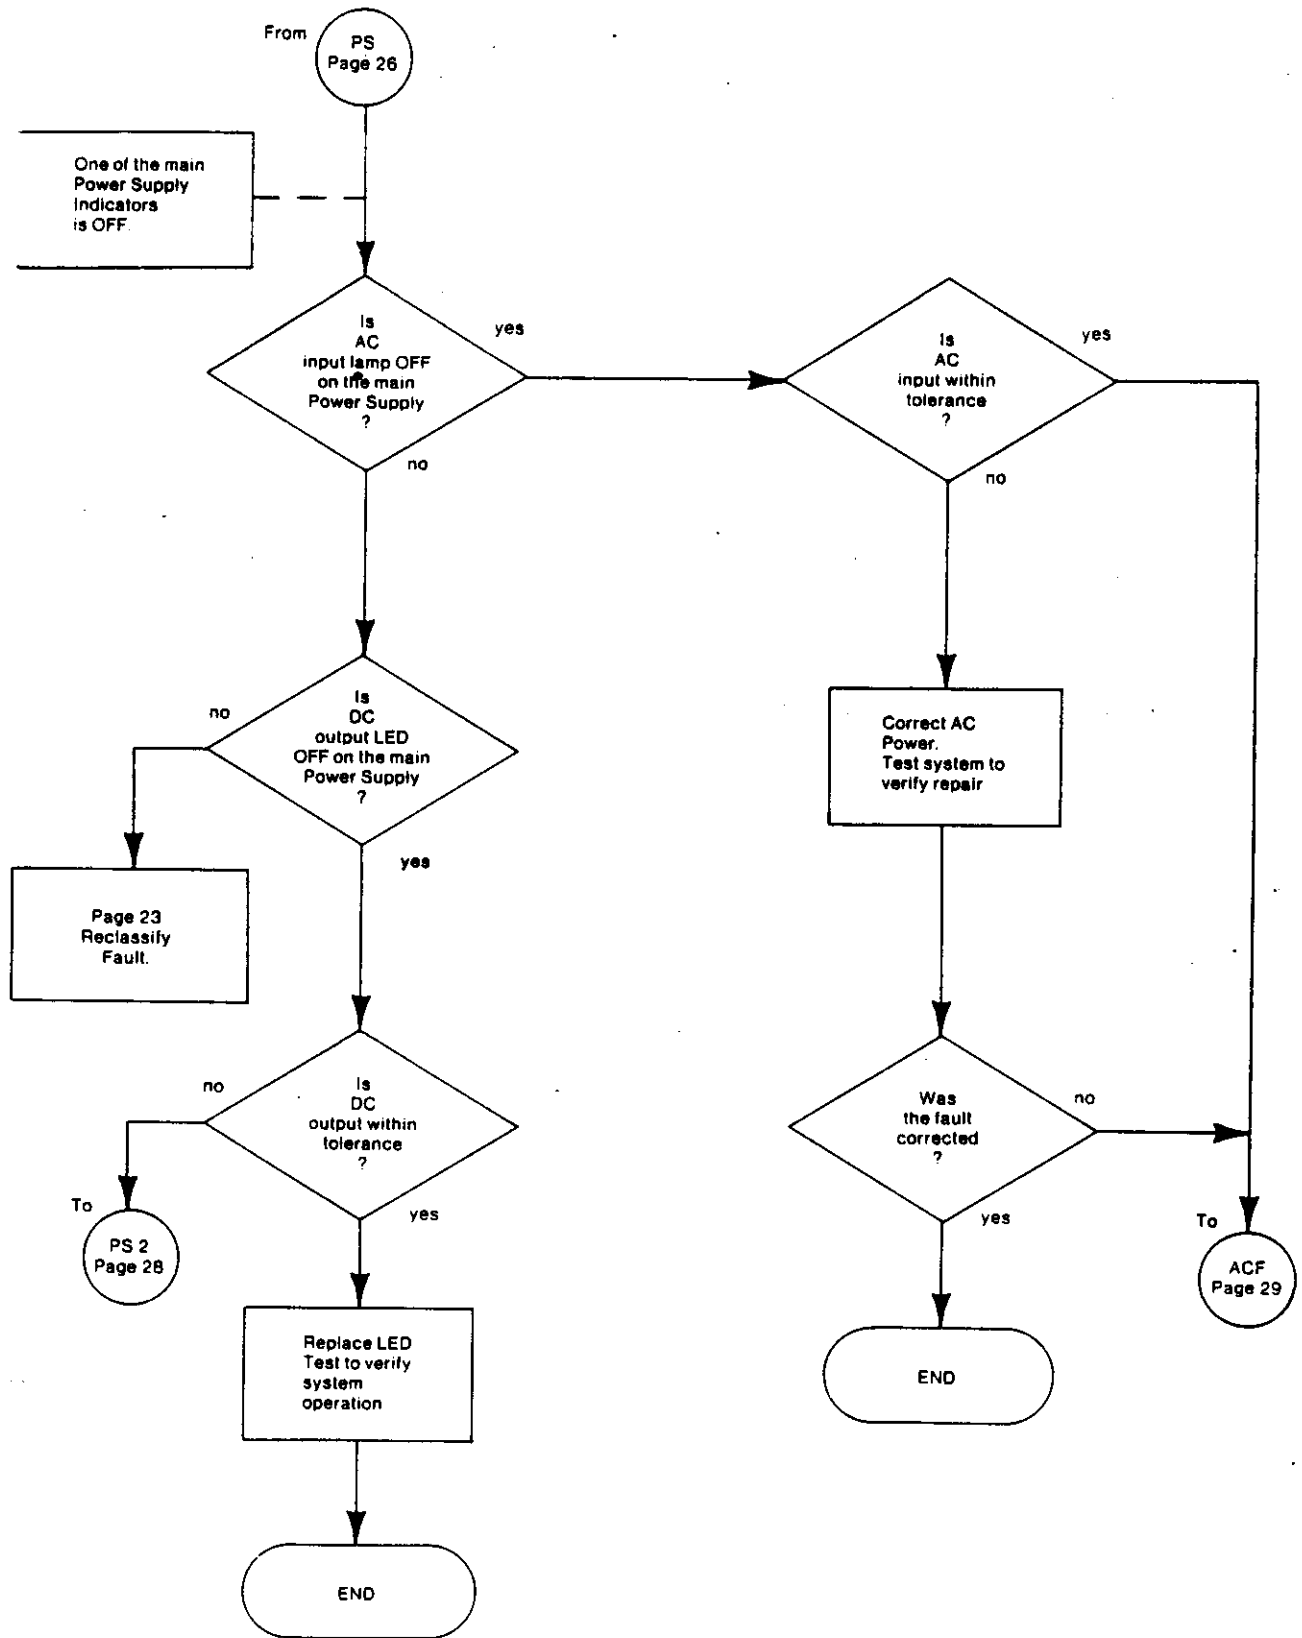 From
PS
Page 26
One of the main
Power Supply
Indicators
is OFF.
Is
AC
input lamp OFF
on the main
Power Supply
?
yes
no
Is
AC
input within
tolerance
?
yes
no
Is
DC
output LED
OFF on the main
Power Supply
?
no
yes
Correct AC
Power.
Test system to
verify repair
Page 23
Reclassify
Fault.
Is
DC
output within
tolerance
?
no
yes
Was
the fault
corrected
?
no
yes
To
PS 2
Page 28
To
ACF
Page 29
Replace LED
Test to verify
system
operation
END
END